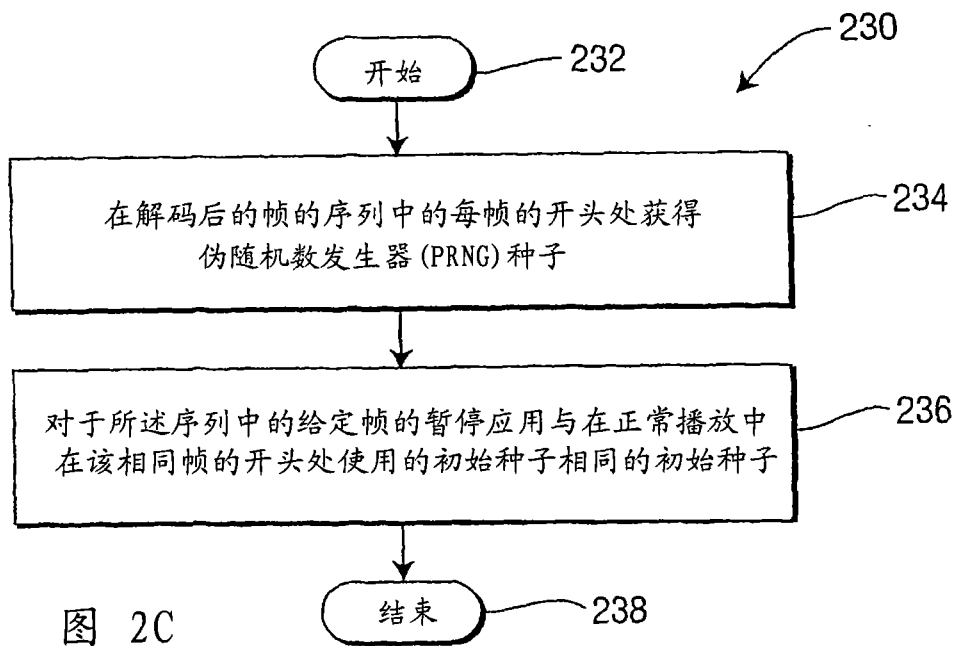 230
开始
232
在解码后的帧的序列中的每帧的开头处获得
伪随机数发生器(PRNG)种子
234
对于所述序列中的给定帧的暂停应用与在正常播放中
在该相同帧的开头处使用的初始种子相同的初始种子
236
结束
238
图 2C